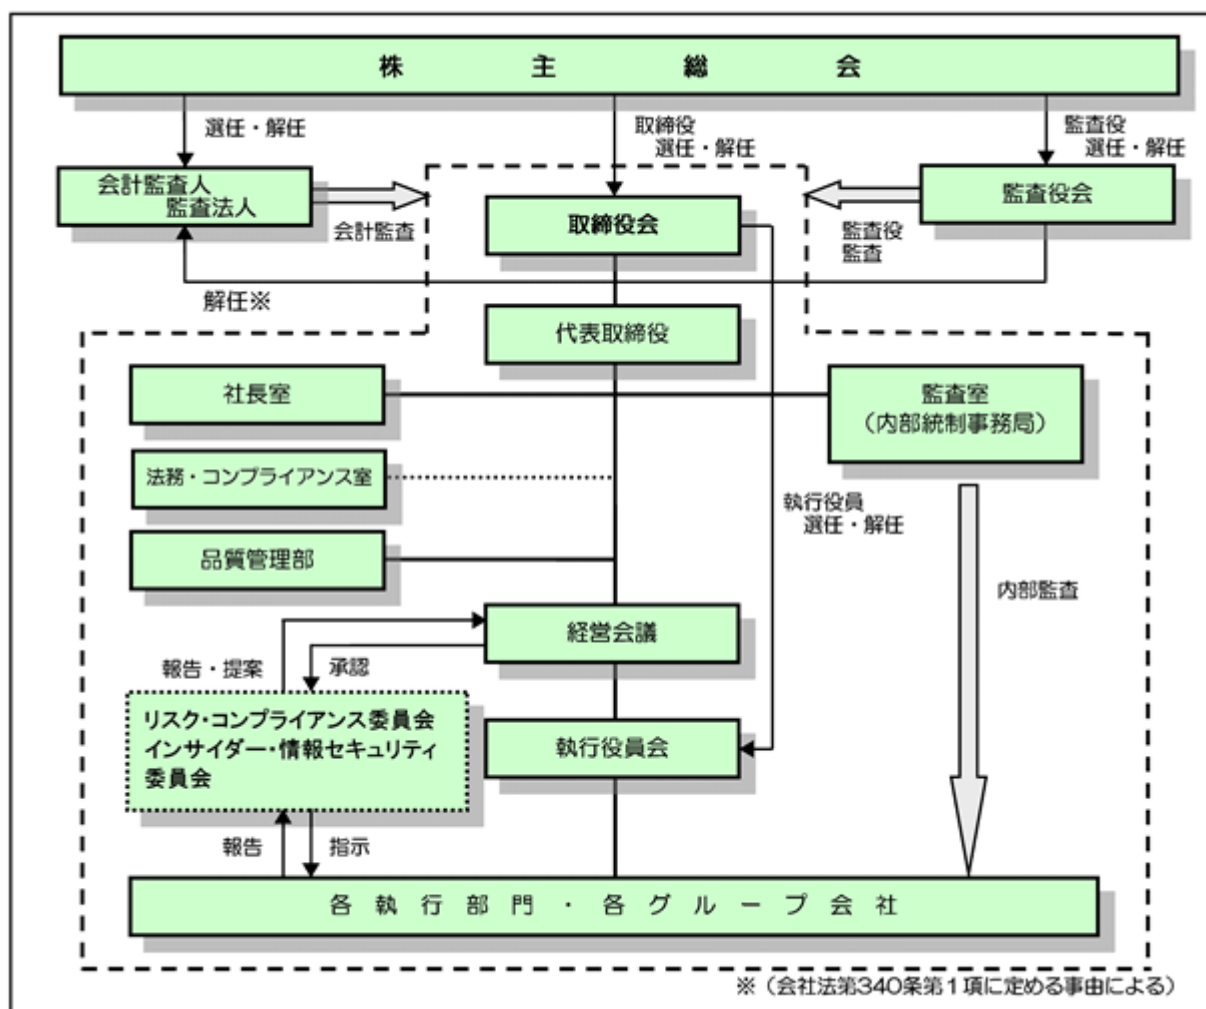 株主総会
選任・解任
取締役
選任・解任
監査役
選任・解任
会計監査人
監査法人
会計監査
取締役会
監査役会
監査役
監査
解任※
代表取締役
社長室
監査室
（内部統制事務局）
法務・コンプライアンス室
執行役員
選任・解任
品質管理部
内部監査
経営会議
報告・提案
承認
リスク・コンプライアンス委員会
インサイダー・情報セキュリティ
委員会
執行役員会
報告
指示
各執行部門・各グループ会社
※（会社法第340条第1項に定める事由による）